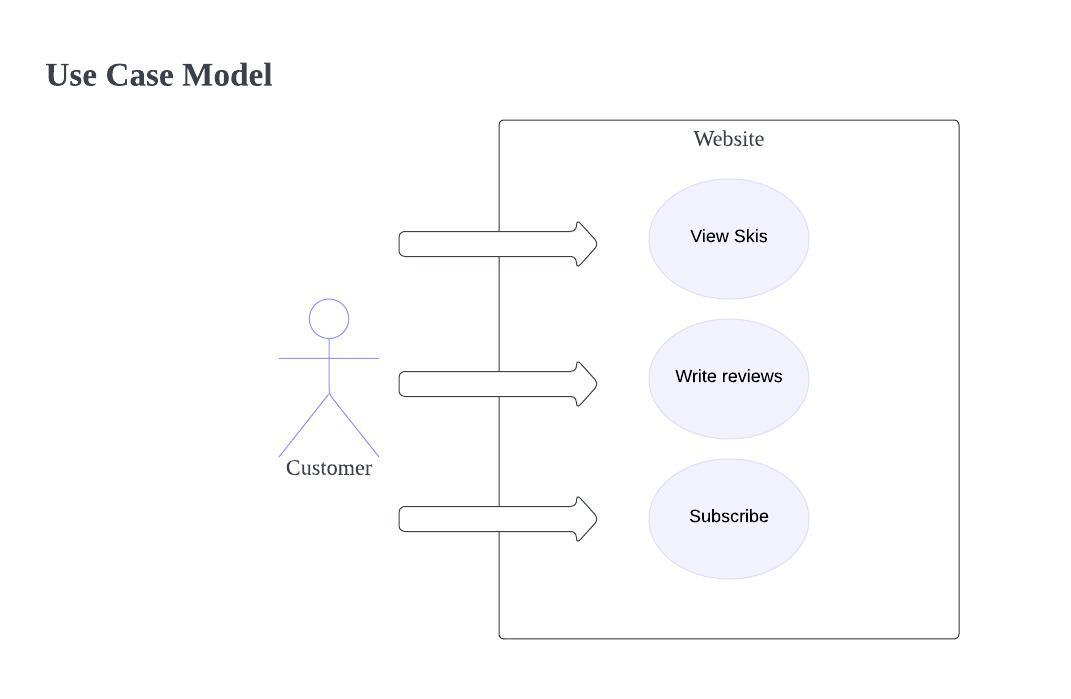 Use Case Model
Website
View Skis
Write reviews
Customer
Subscribe